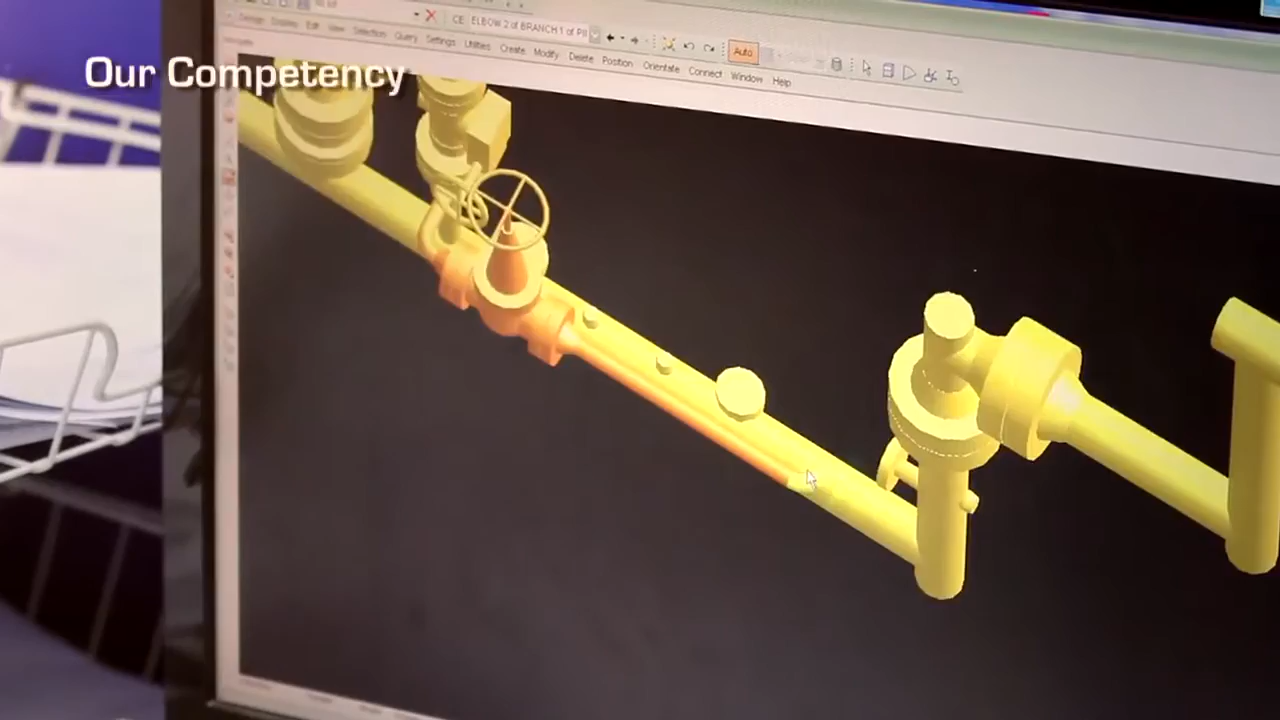 Our Competency
CE ELBOW 2 of BRANCH 1 of PI
Auto
Design Display Edit View Selection Query Settings Utilities Create Modify Delete Position Orientate Connect Window Help